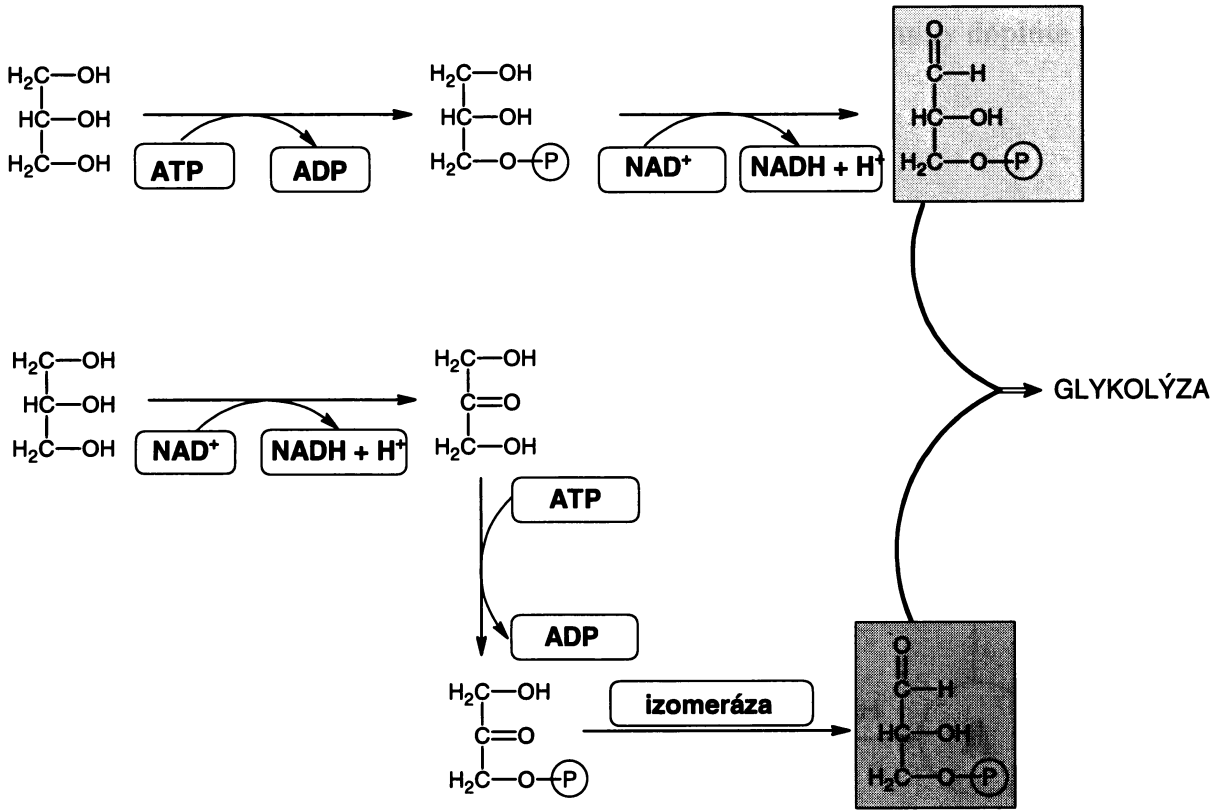 O
H₂C—OH H₂C—OH C—H
HC—OH HC—OH HC—OH
H₂C—OH ATP ADP H₂C—O—P NAD⁺ NADH + H⁺ H₂C—O—P
H₂C—OH H₂C—OH
HC—OH C=O GLYKOLÝZA
H₂C—OH NAD⁺ NADH + H⁺ H₂C—OH
ATP
ADP
O
H₂C—OH izomeráza C—H
C=O HC—OH
H₂C—O—P H₂C—O—P